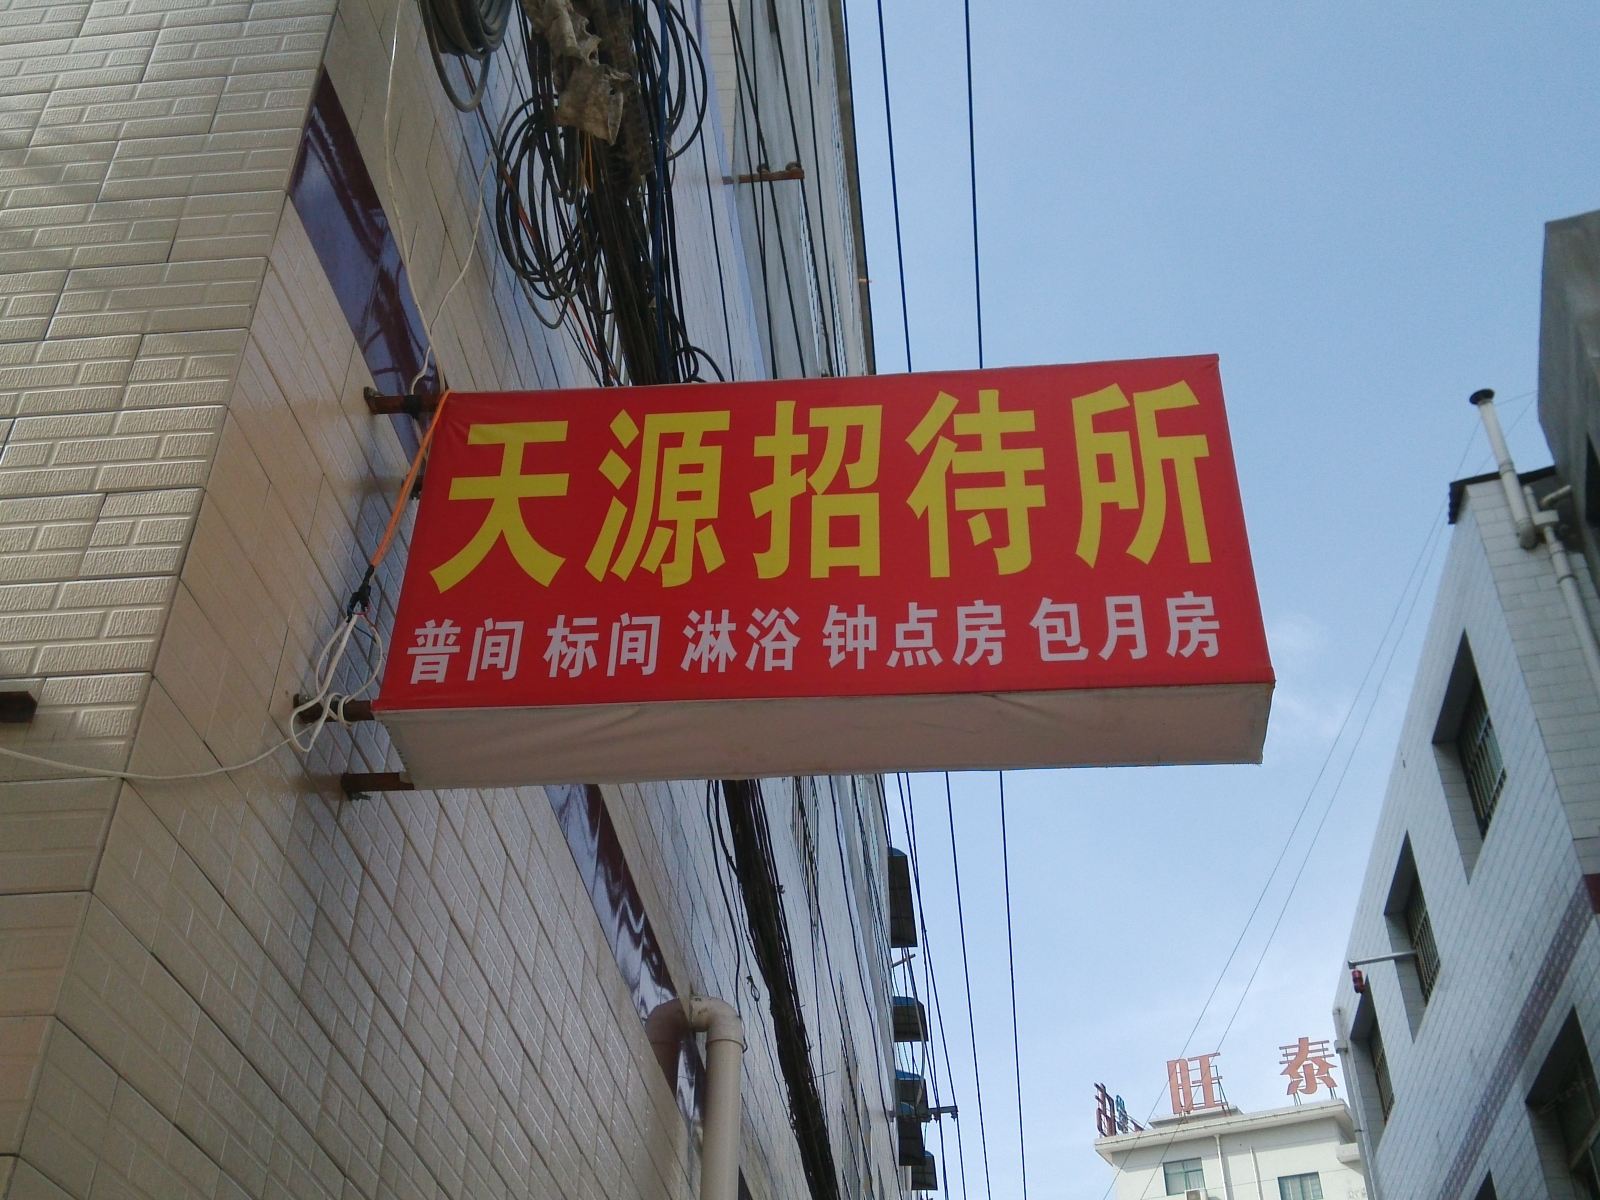 天源招待所
普间 标间 淋浴 钟点房 包月房
旺泰